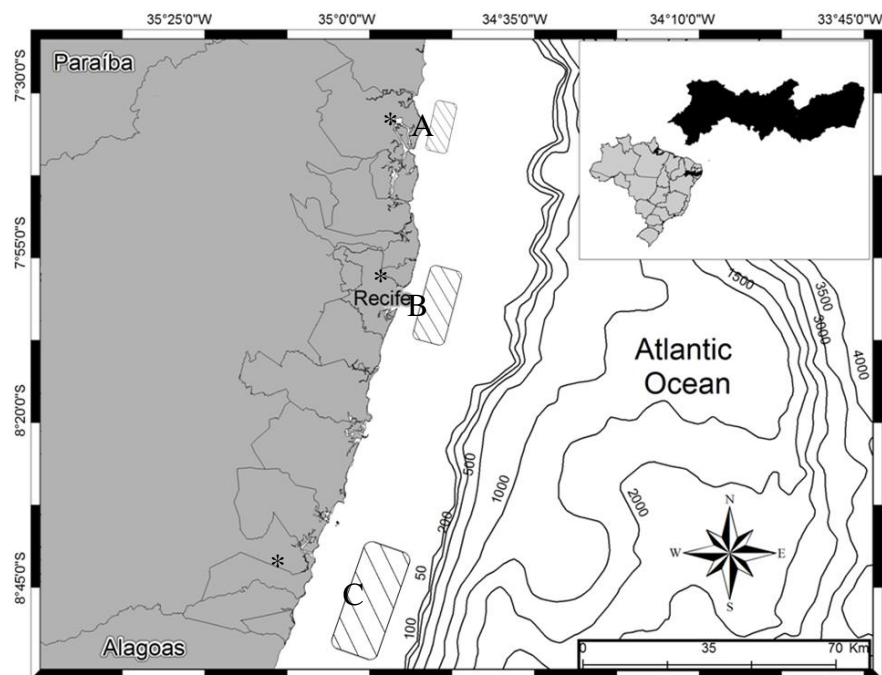 35°25'0"W 35°0'0"W 34°35'0"W 34°10'0"W 33°45'0"W
Paraíba
7°30'0"S
* A
7°55'0"S
*
Recife
B
8°20'0"S
*
8°45'0"S
C
Alagoas
50
100
200
500
1000
1500
2000
3000
3500
4000
Atlantic
Ocean
N
W E
S
0 35 70 Km